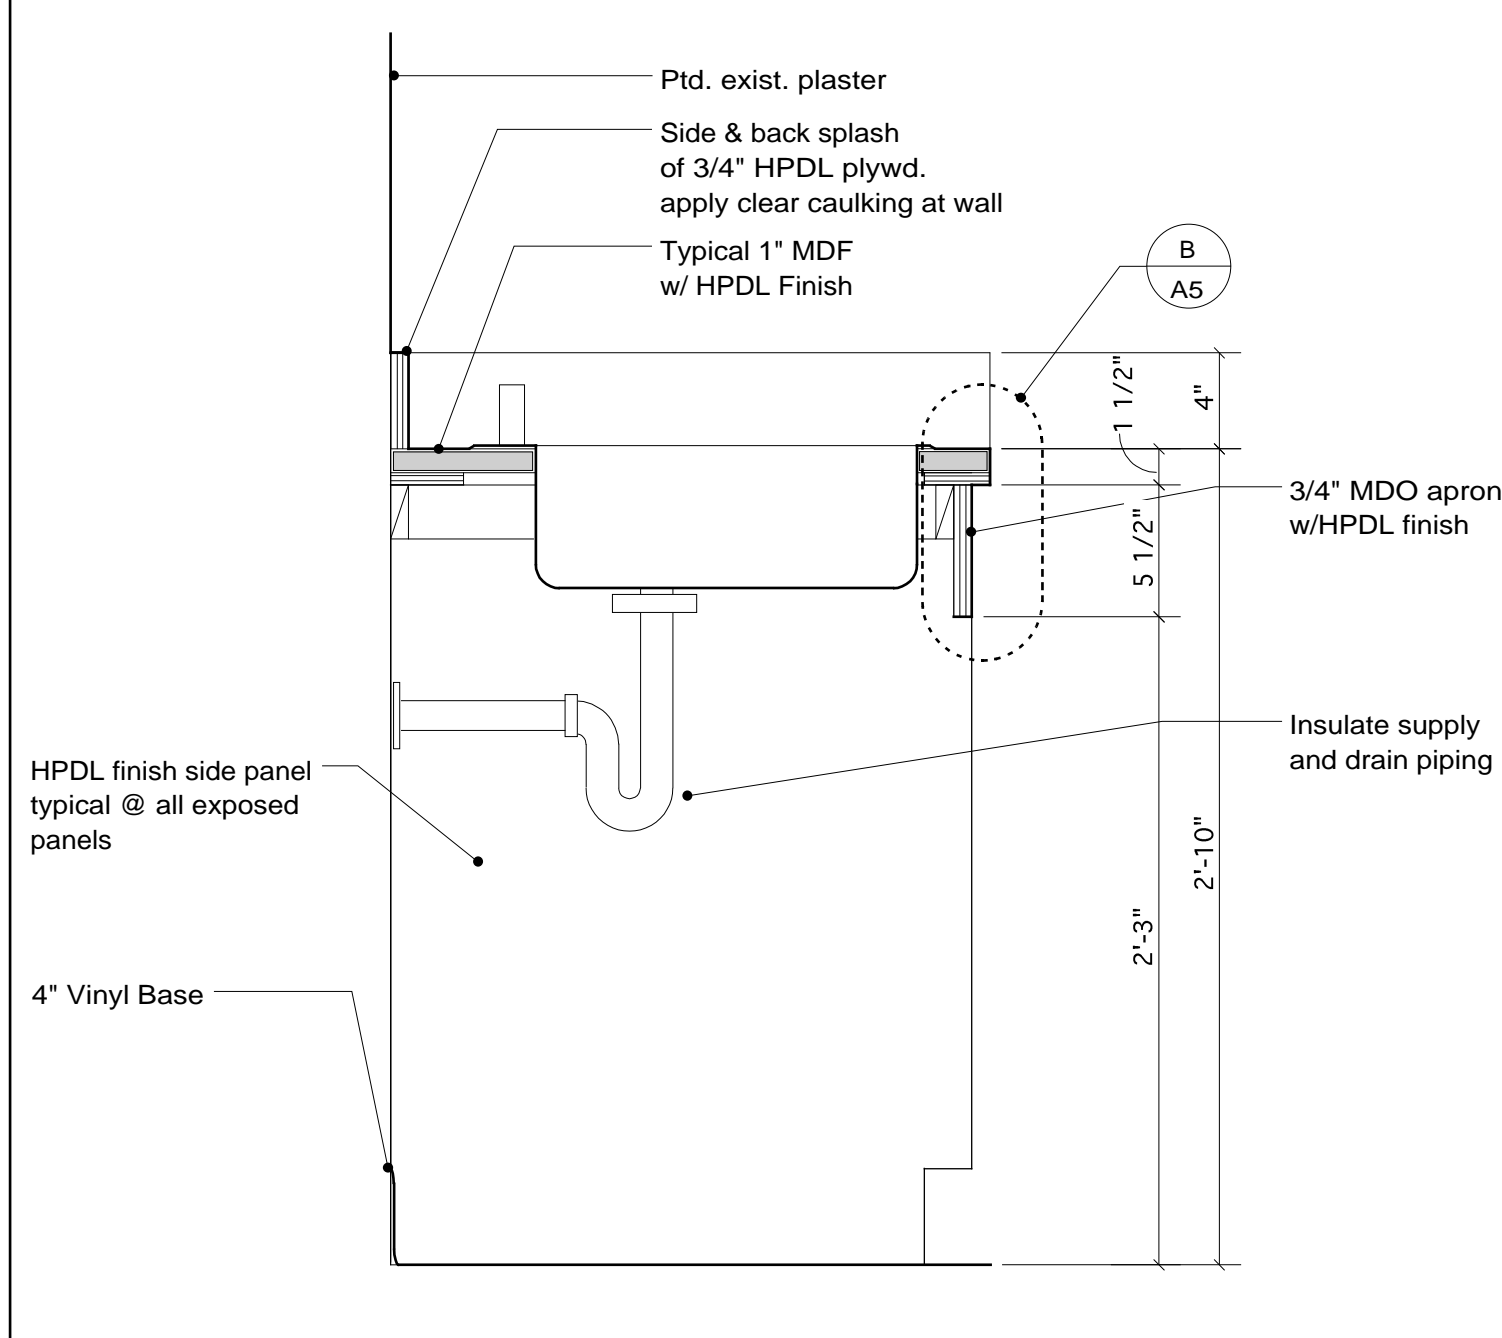 Ptd. exist. plaster
Side & back splash
of 3/4" HPDL plywd.
apply clear caulking at wall
Typical 1" MDF
w/ HPDL Finish
B
A5
1 1/2"
4"
3/4" MDO apron
w/HPDL finish
5 1/2"
Insulate supply
and drain piping
HPDL finish side panel
typical @ all exposed
panels
2'-10"
2'-3"
4" Vinyl Base